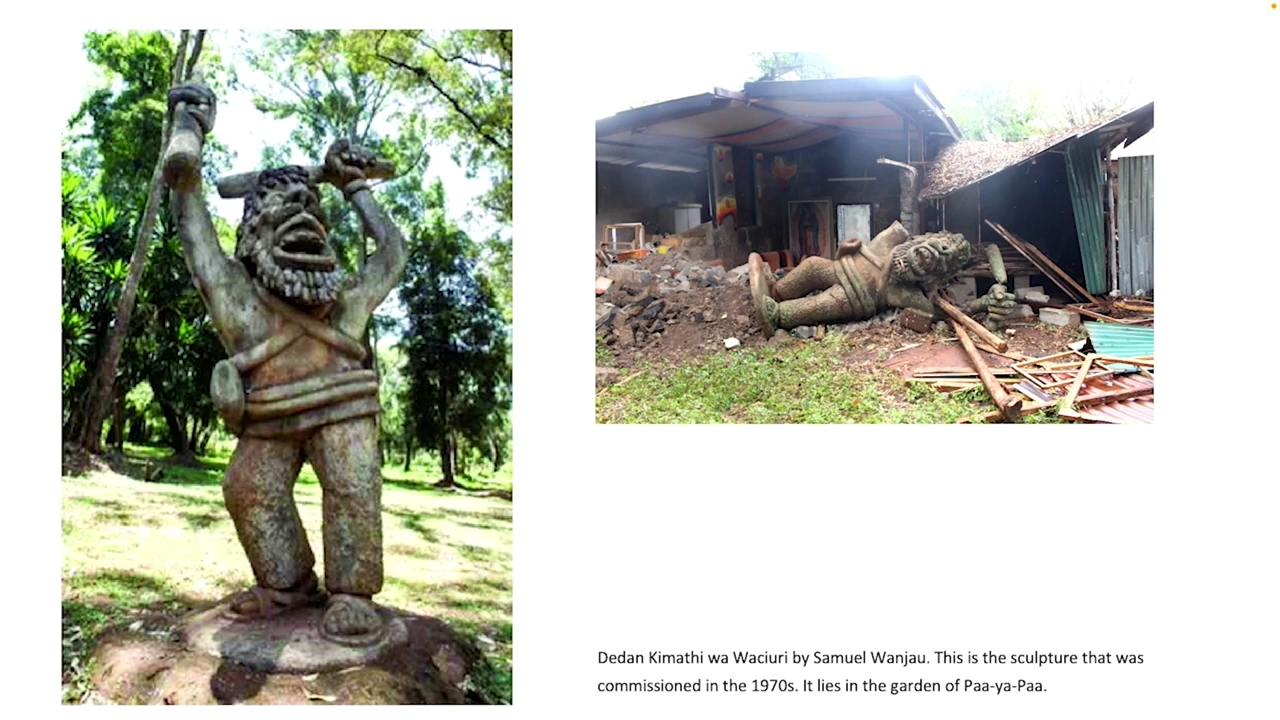 Dedan Kimathi wa Waciuri by Samuel Wanjau. This is the sculpture that was
commissioned in the 1970s. It lies in the garden of Paa-ya-Paa.